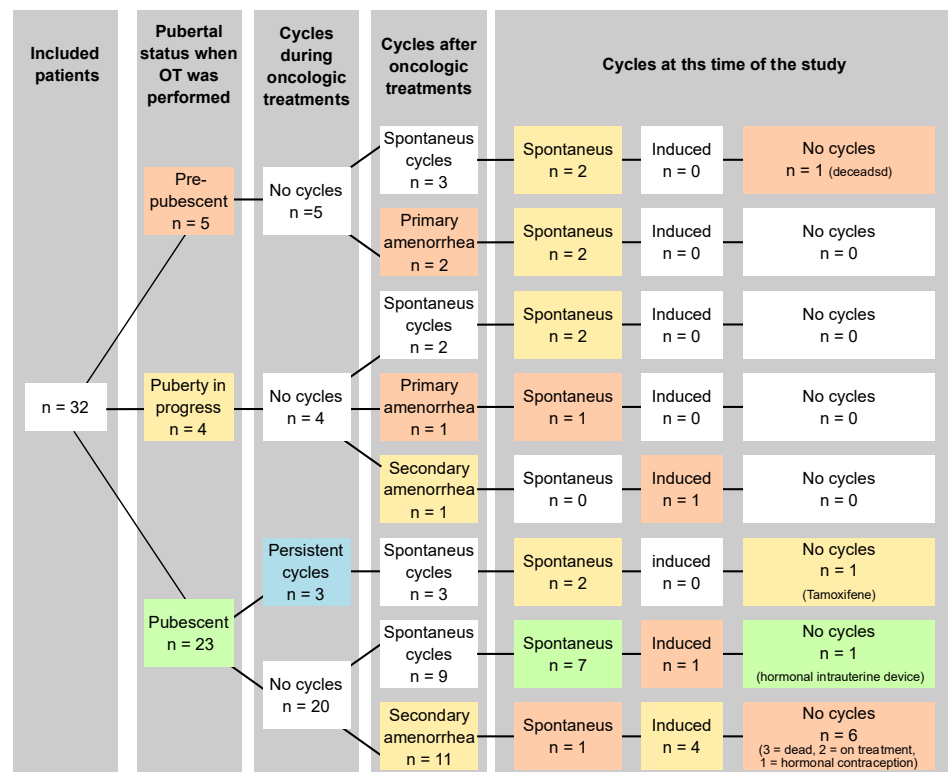 Included
patients
Pubertal
status when
OT was
performed
Cycles
during
oncologic
treatments
Cycles after
oncologic
treatments
Cycles at ths time of the study
n = 32
Pre-
pubescent
n = 5
No cycles
n =5
Spontaneus
cycles
n = 3
Spontaneus
n = 2
Induced
n = 0
No cycles
n = 1 (deceadsd)
Primary
amenorrhea
n = 2
Spontaneus
n = 2
Induced
n = 0
No cycles
n = 0
Puberty in
progress
n = 4
No cycles
n = 4
Spontaneus
cycles
n = 2
Spontaneus
n = 2
Induced
n = 0
No cycles
n = 0
Primary
amenorrhea
n = 1
Spontaneus
n = 1
Induced
n = 0
No cycles
n = 0
Secondary
amenorrhea
n = 1
Spontaneus
n = 0
Induced
n = 1
No cycles
n = 0
Pubescent
n = 23
Persistent
cycles
n = 3
Spontaneus
cycles
n = 3
Spontaneus
n = 2
induced
n = 0
No cycles
n = 1
(Tamoxifene)
No cycles
n = 20
Spontaneus
cycles
n = 9
Spontaneus
n = 7
Induced
n = 1
No cycles
n = 1
(hormonal intrauterine device)
Secondary
amenorrhea
n = 11
Spontaneus
n = 1
Induced
n = 4
No cycles
n = 6
(3 = dead, 2 = on treatment,
1 = hormonal contraception)